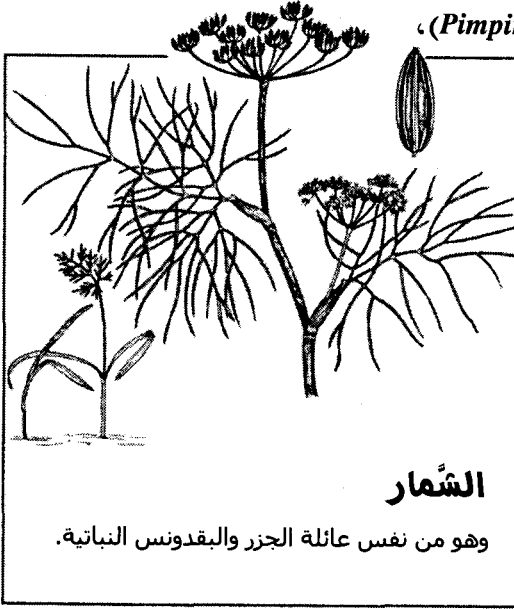 (Pimpi
الشَّمار
وهو من نفس عائلة الجزر والبقدونس النباتية.